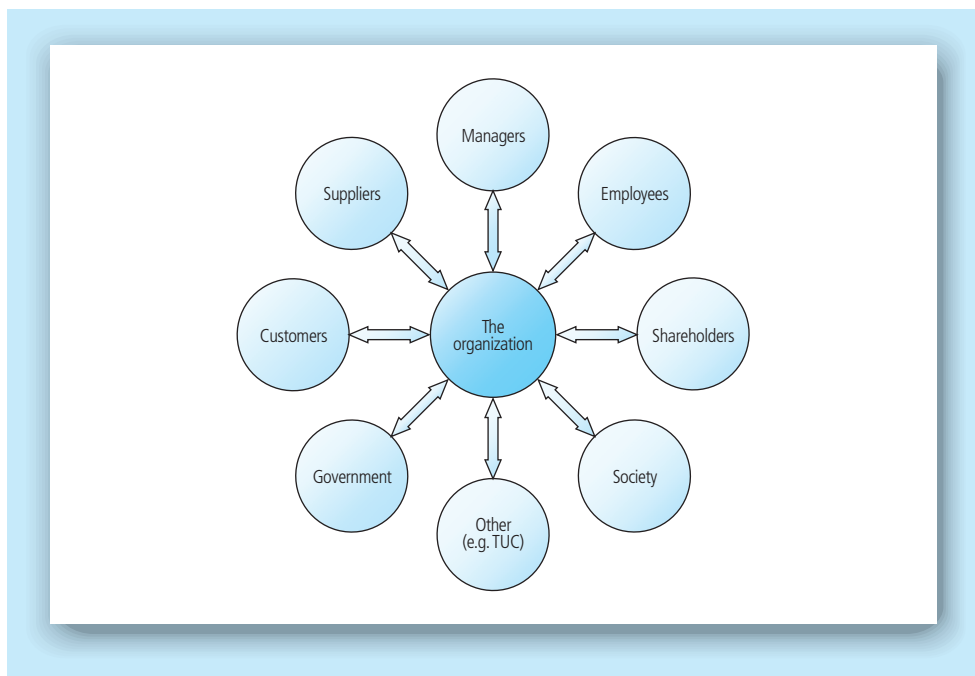 Managers
Suppliers
Employees
Customers
The
organization
Shareholders
Government
Society
Other
(e.g. TUC)